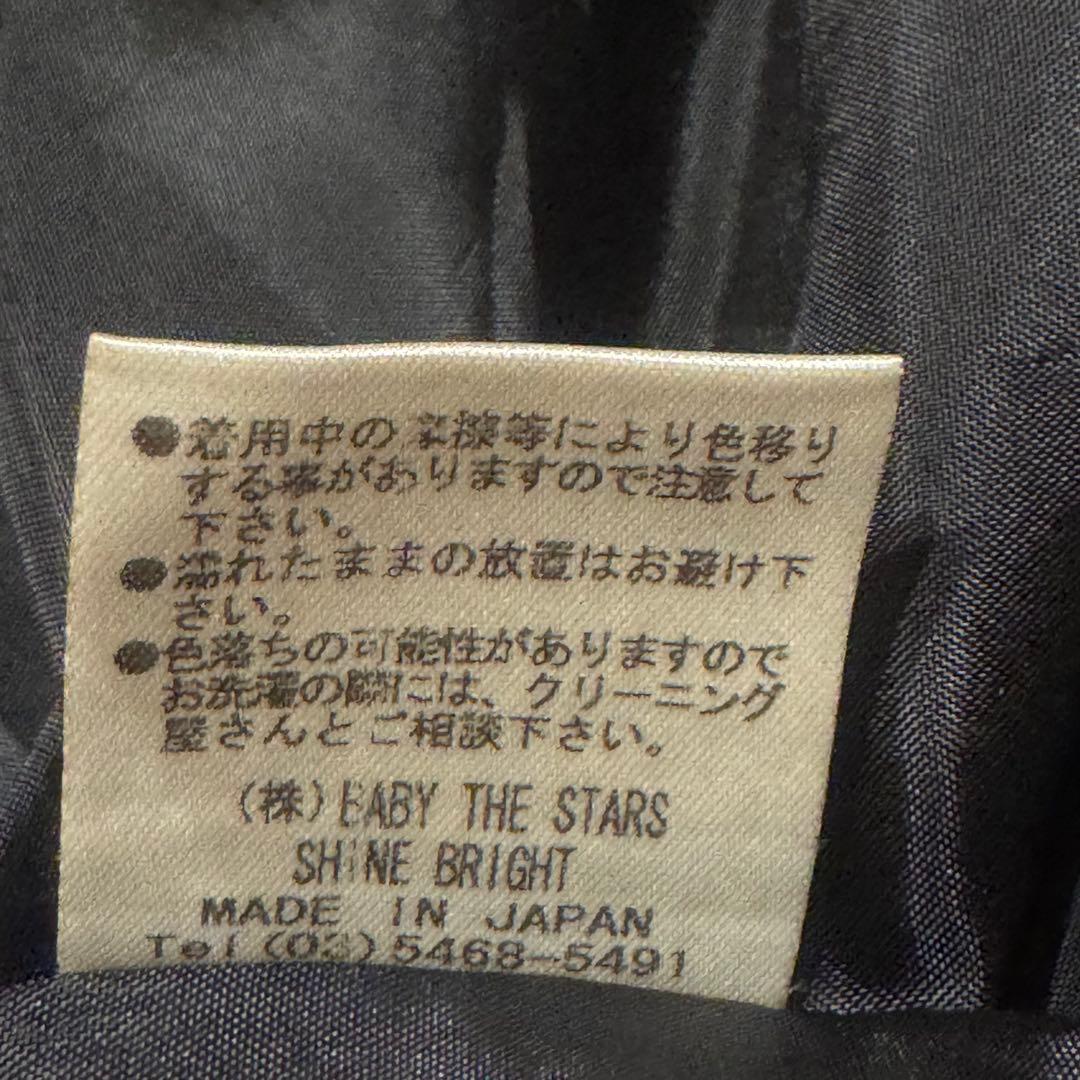 ●着用中の摩擦等により色移り
する事がありますので注意して
下さい。
●濡れたままの放置はお避け下
さい。
●色落ちの可能性がありますので
お洗濯の際には、クリーニング
屋さんとご相談下さい。
(株)BABY THE STARS
SHINE BRIGHT
MADE IN JAPAN
Tel (03)5468-5491